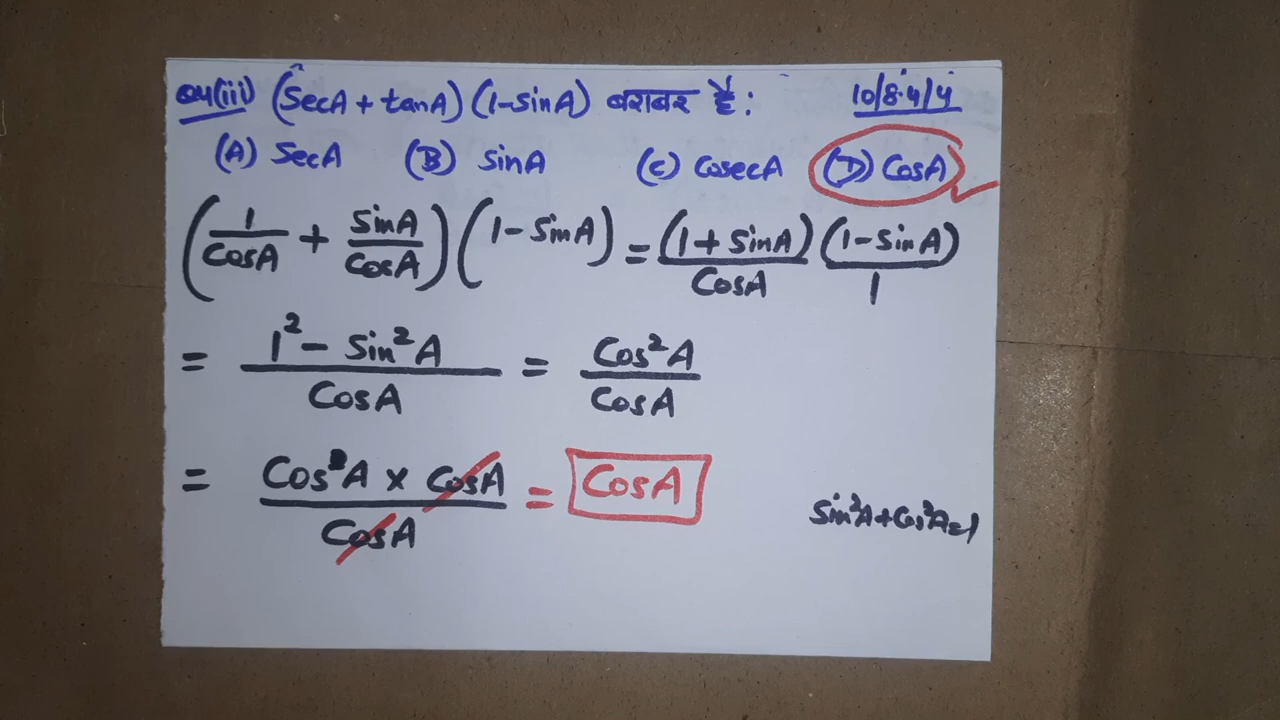 Q4(iii) (SecA + tanA) (1-sinA) बराबर है: 10/8.4/4
(A) SecA (B) sinA (C) CosecA (D) CosA
(1/CosA + SinA/CosA) (1 - SinA) = (1 + SinA)/CosA (1 - SinA)/1
= 1² - Sin²A / CosA = Cos²A / CosA
= CosA × CosA / CosA = CosA
Sin²A + Cos²A = 1